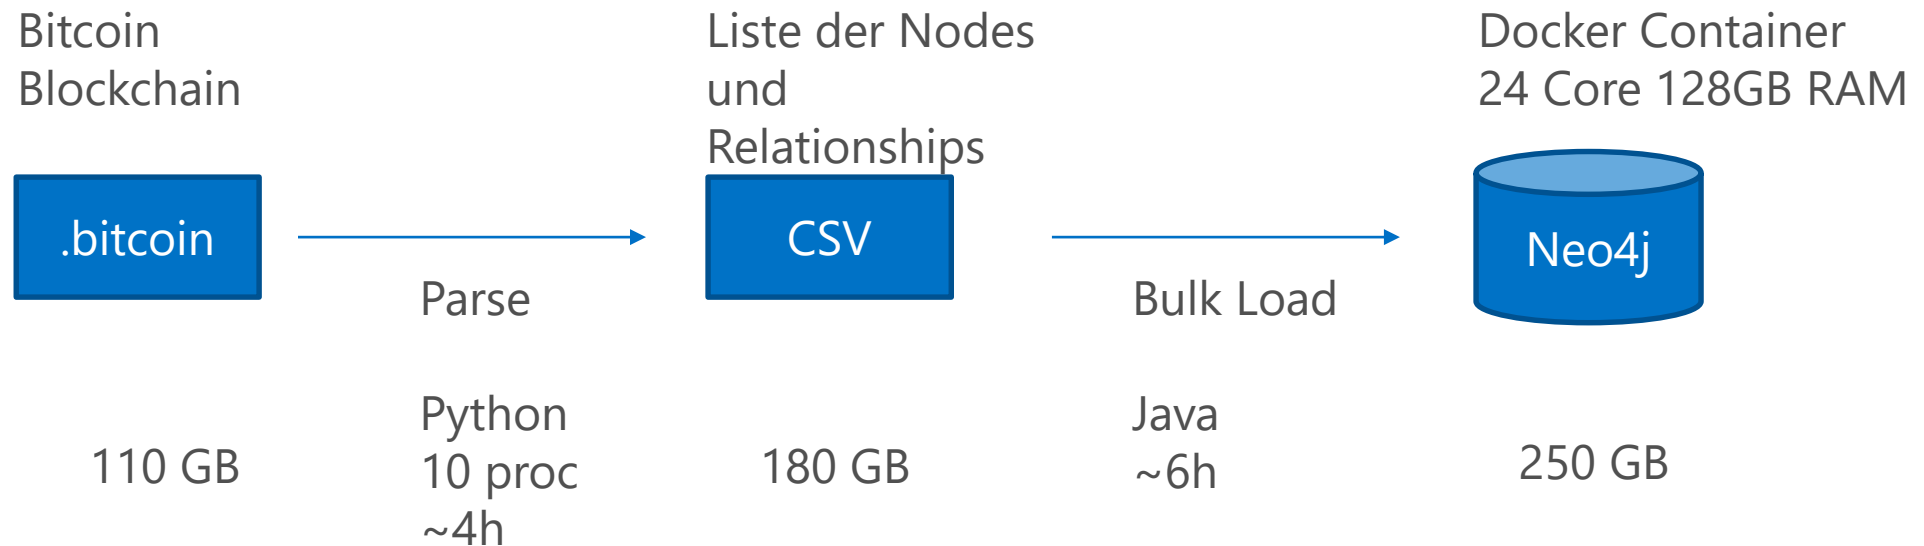 Bitcoin
Blockchain
.bitcoin
110 GB
Parse
Python
10 proc
~4h
Liste der Nodes
und
Relationships
CSV
180 GB
Bulk Load
Java
~6h
Docker Container
24 Core 128GB RAM
Neo4j
250 GB